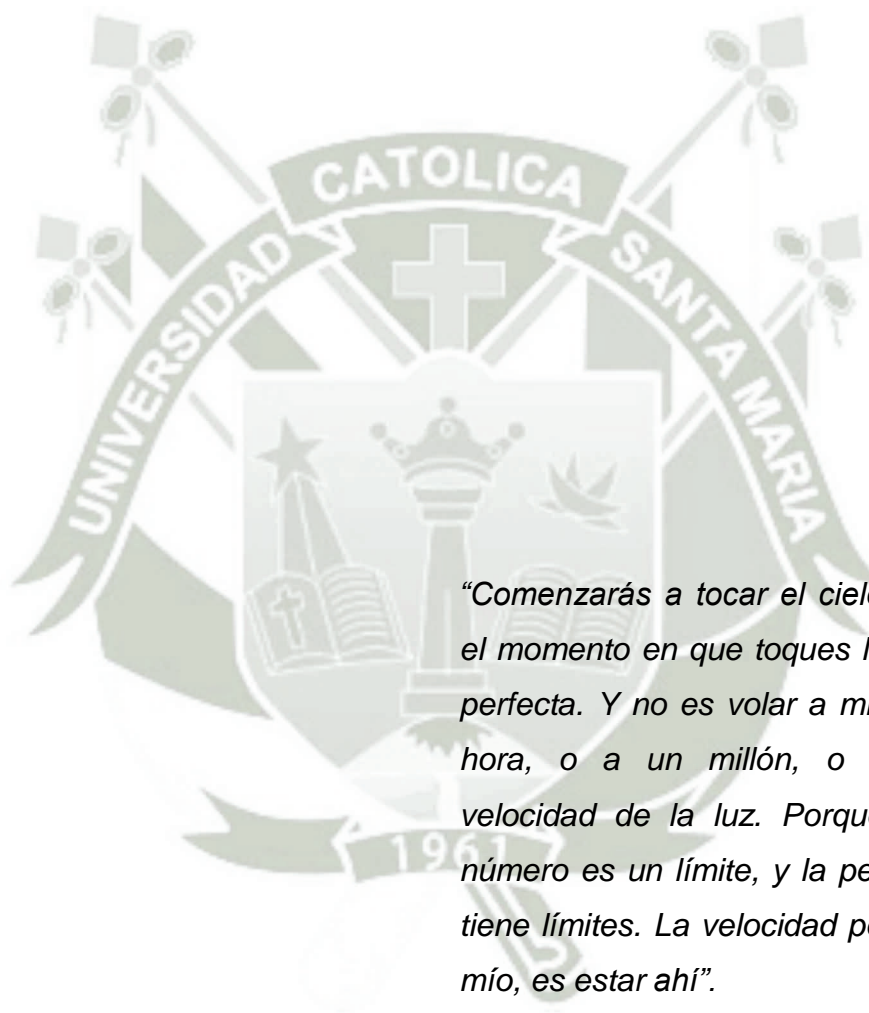 CATOLICA
UNIVERSIDAD
SANTA MARIA
“Comenzarás a tocar el cielo
el momento en que toques
perfecta. Y no es volar a
hora, o a un millón, o
velocidad de la luz.
número es un límite, y la
tiene límites. La velocidad
mío, es estar ahí”.
1961